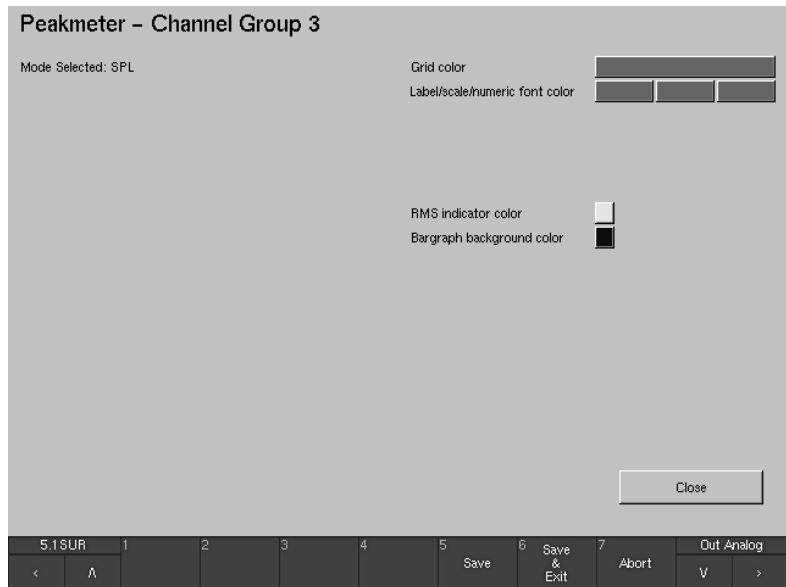 Peakmeter – Channel Group 3
Mode Selected: SPL
Grid color
Label/scale/numeric font color
RMS indicator color
Bargraph background color
Close
5.1SUR 1 2 3 4 5 Save 6 Save & Exit 7 Abort Out Analog
< Λ V >